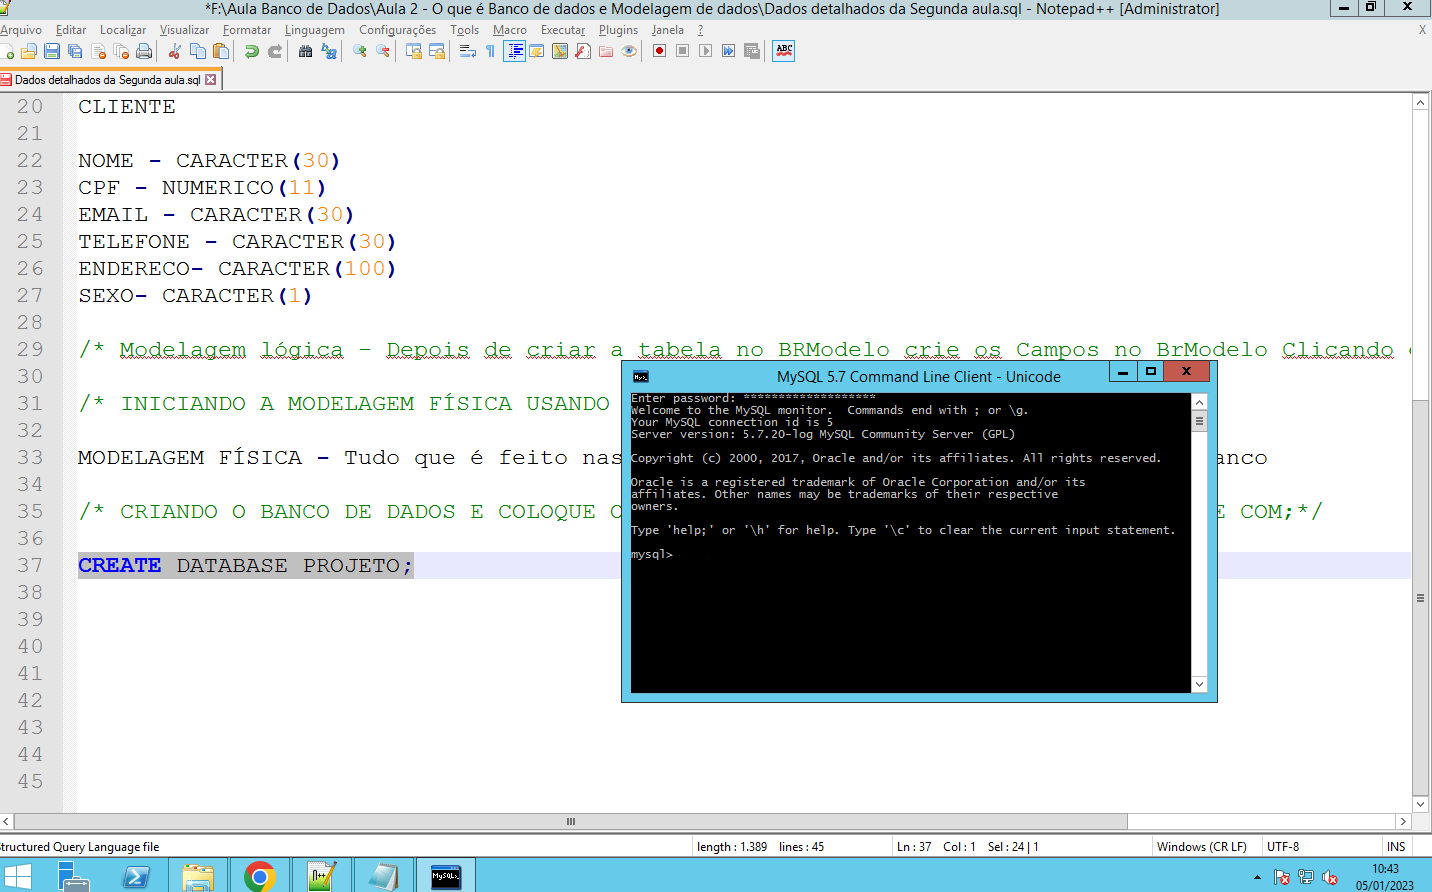 *F:\Aula Banco de Dados\Aula 2 - O que é Banco de dados e Modelagem de dados\Dados detalhados da Segunda aula.sql - Notepad++ [Administrator]
Arquivo Editar Localizar Visualizar Formatar Linguagem Configurações Tools Macro Executar Plugins Janela ? X
ABC
Dados detalhados da Segunda aula.sql
20 CLIENTE
21
22 NOME - CARACTER(30)
23 CPF - NUMERICO(11)
24 EMAIL - CARACTER(30)
25 TELEFONE - CARACTER(30)
26 ENDERECO- CARACTER(100)
27 SEXO- CARACTER(1)
28
29 /* Modelagem lógica - Depois de criar a tabela no BRModelo crie os Campos no BrModelo Clicando
30
31 /* INICIANDO A MODELAGEM FÍSICA USANDO
32
33 MODELAGEM FÍSICA - Tudo que é feito nas anco
34
35 /* CRIANDO O BANCO DE DADOS E COLOQUE E COM;*/
36
37 CREATE DATABASE PROJETO;
38
39
40
41
42
43
44
45
MySQL 5.7 Command Line Client - Unicode
Enter password: *******************
Welcome to the MySQL monitor.  Commands end with ; or \g.
Your MySQL connection id is 5
Server version: 5.7.20-log MySQL Community Server (GPL)
Copyright (c) 2000, 2017, Oracle and/or its affiliates. All rights reserved.
Oracle is a registered trademark of Oracle Corporation and/or its
affiliates. Other names may be trademarks of their respective
owners.
Type 'help;' or '\h' for help. Type '\c' to clear the current input statement.
mysql>
Structured Query Language file length : 1.389 lines : 45 Ln : 37 Col : 1 Sel : 24 | 1 Windows (CR LF) UTF-8 INS
10:43
05/01/2023